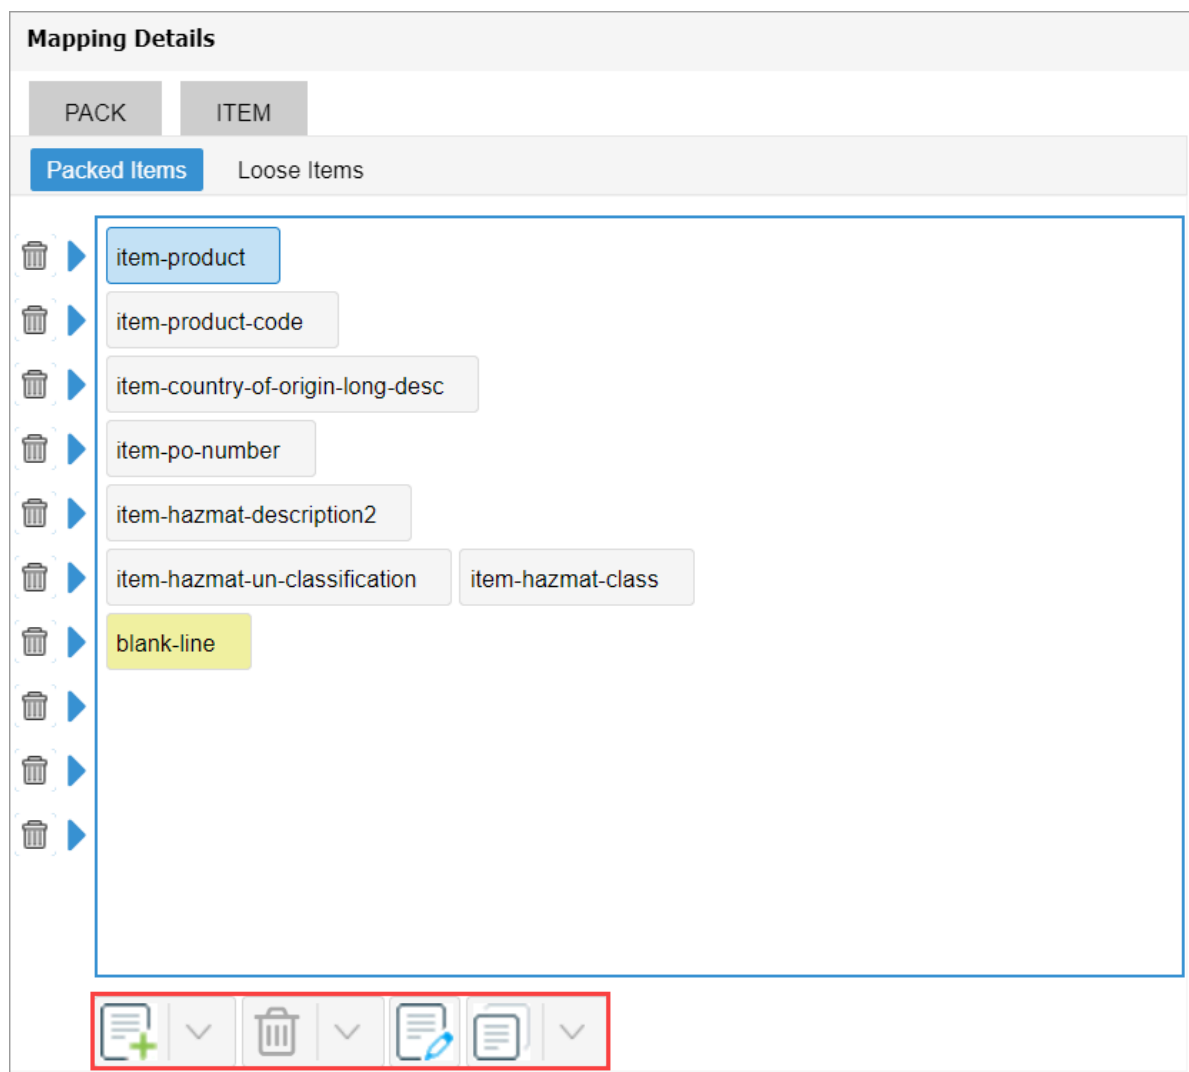 Mapping Details
PACK ITEM
Packed Items Loose Items
item-product
item-product-code
item-country-of-origin-long-desc
item-po-number
item-hazmat-description2
item-hazmat-un-classification item-hazmat-class
blank-line